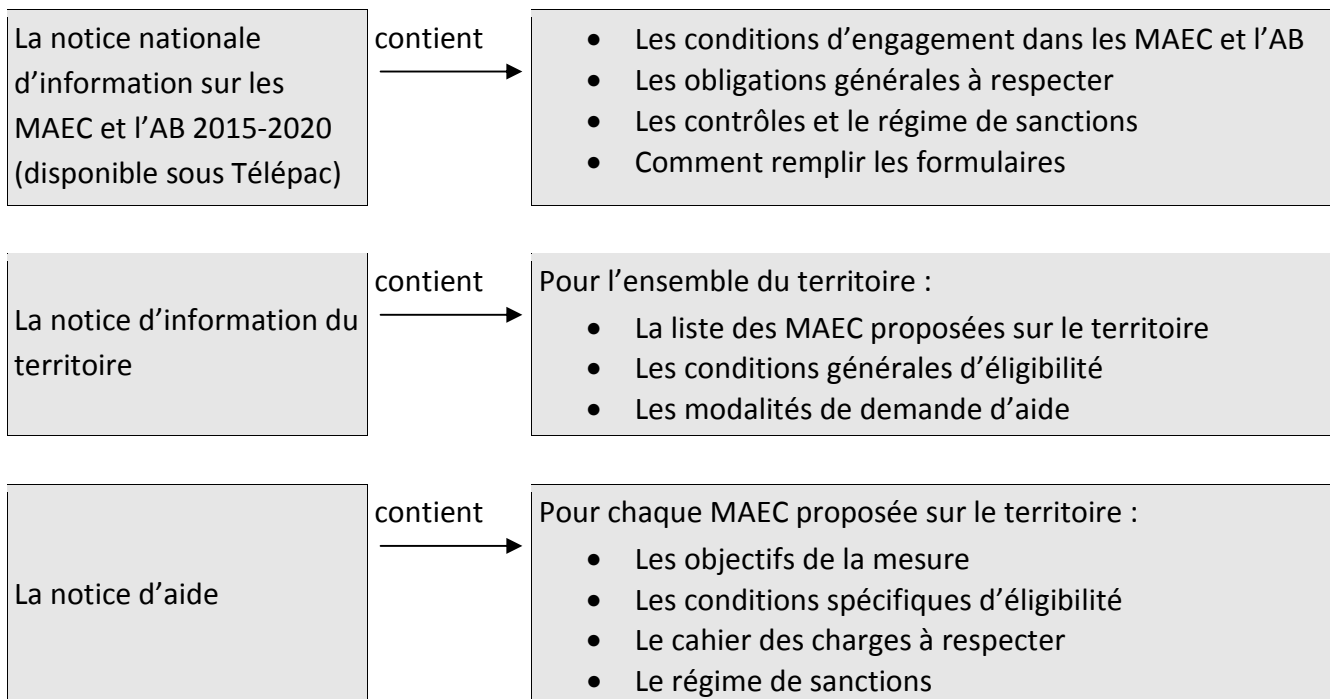 La notice nationale
d’information sur les
MAEC et l’AB 2015-2020
(disponible sous Télépac)
contient
• Les conditions d’engagement dans les MAEC et l’AB
• Les obligations générales à respecter
• Les contrôles et le régime de sanctions
• Comment remplir les formulaires
La notice d’information du
territoire
contient
Pour l’ensemble du territoire :
• La liste des MAEC proposées sur le territoire
• Les conditions générales d’éligibilité
• Les modalités de demande d’aide
La notice d’aide
contient
Pour chaque MAEC proposée sur le territoire :
• Les objectifs de la mesure
• Les conditions spécifiques d’éligibilité
• Le cahier des charges à respecter
• Le régime de sanctions